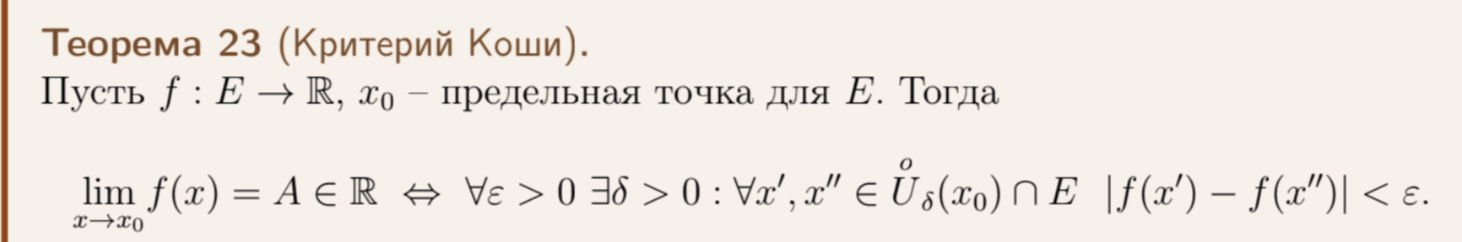 Теорема 23 (Критерий Коши).
Пусть f : E → ℝ, x₀ – предельная точка для E. Тогда
lim_{x→x₀} f(x) = A ∈ ℝ ⇔ ∀ε > 0 ∃δ > 0 : ∀x′, x″ ∈ Ů_δ(x₀) ∩ E |f(x′) − f(x″)| < ε.